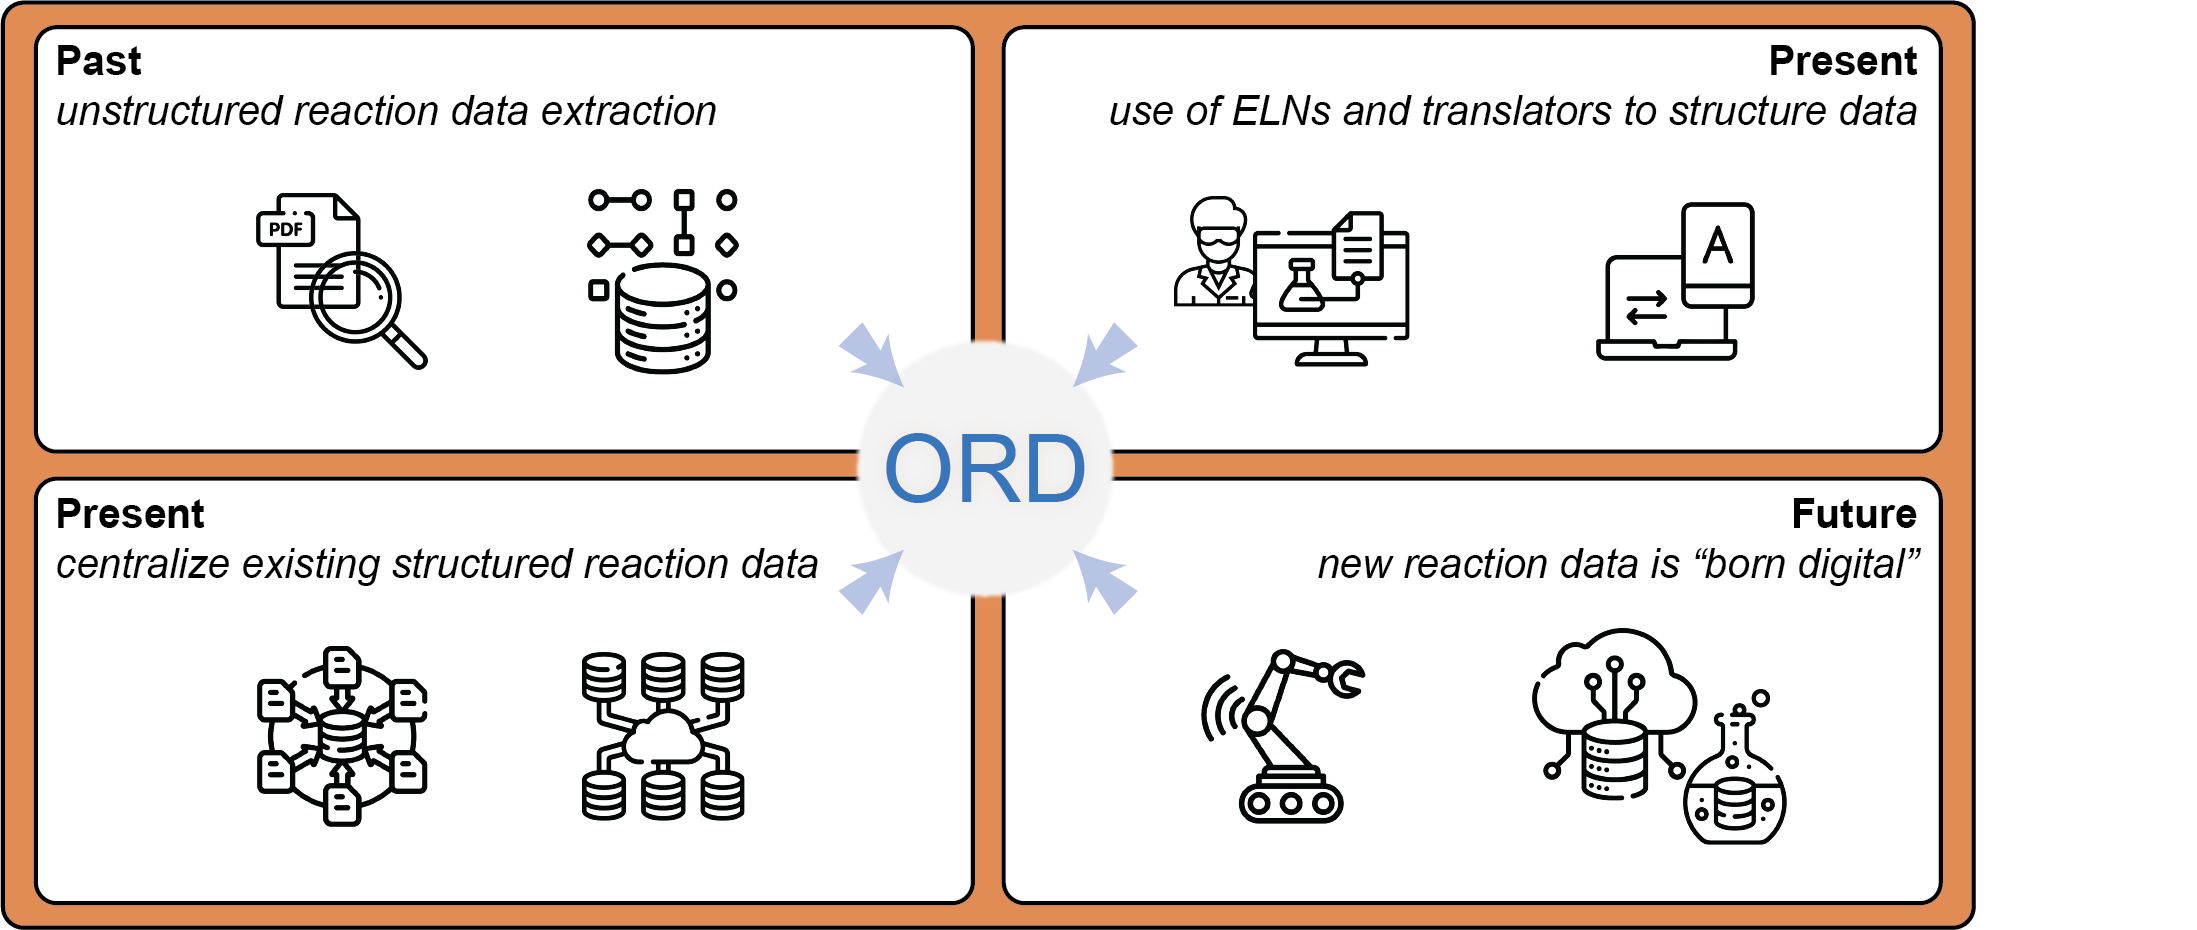 Past
unstructured reaction data extraction
PDF
Present
use of ELNs and translators to structure data
A
ORD
Present
centralize existing structured reaction data
Future
new reaction data is “born digital”